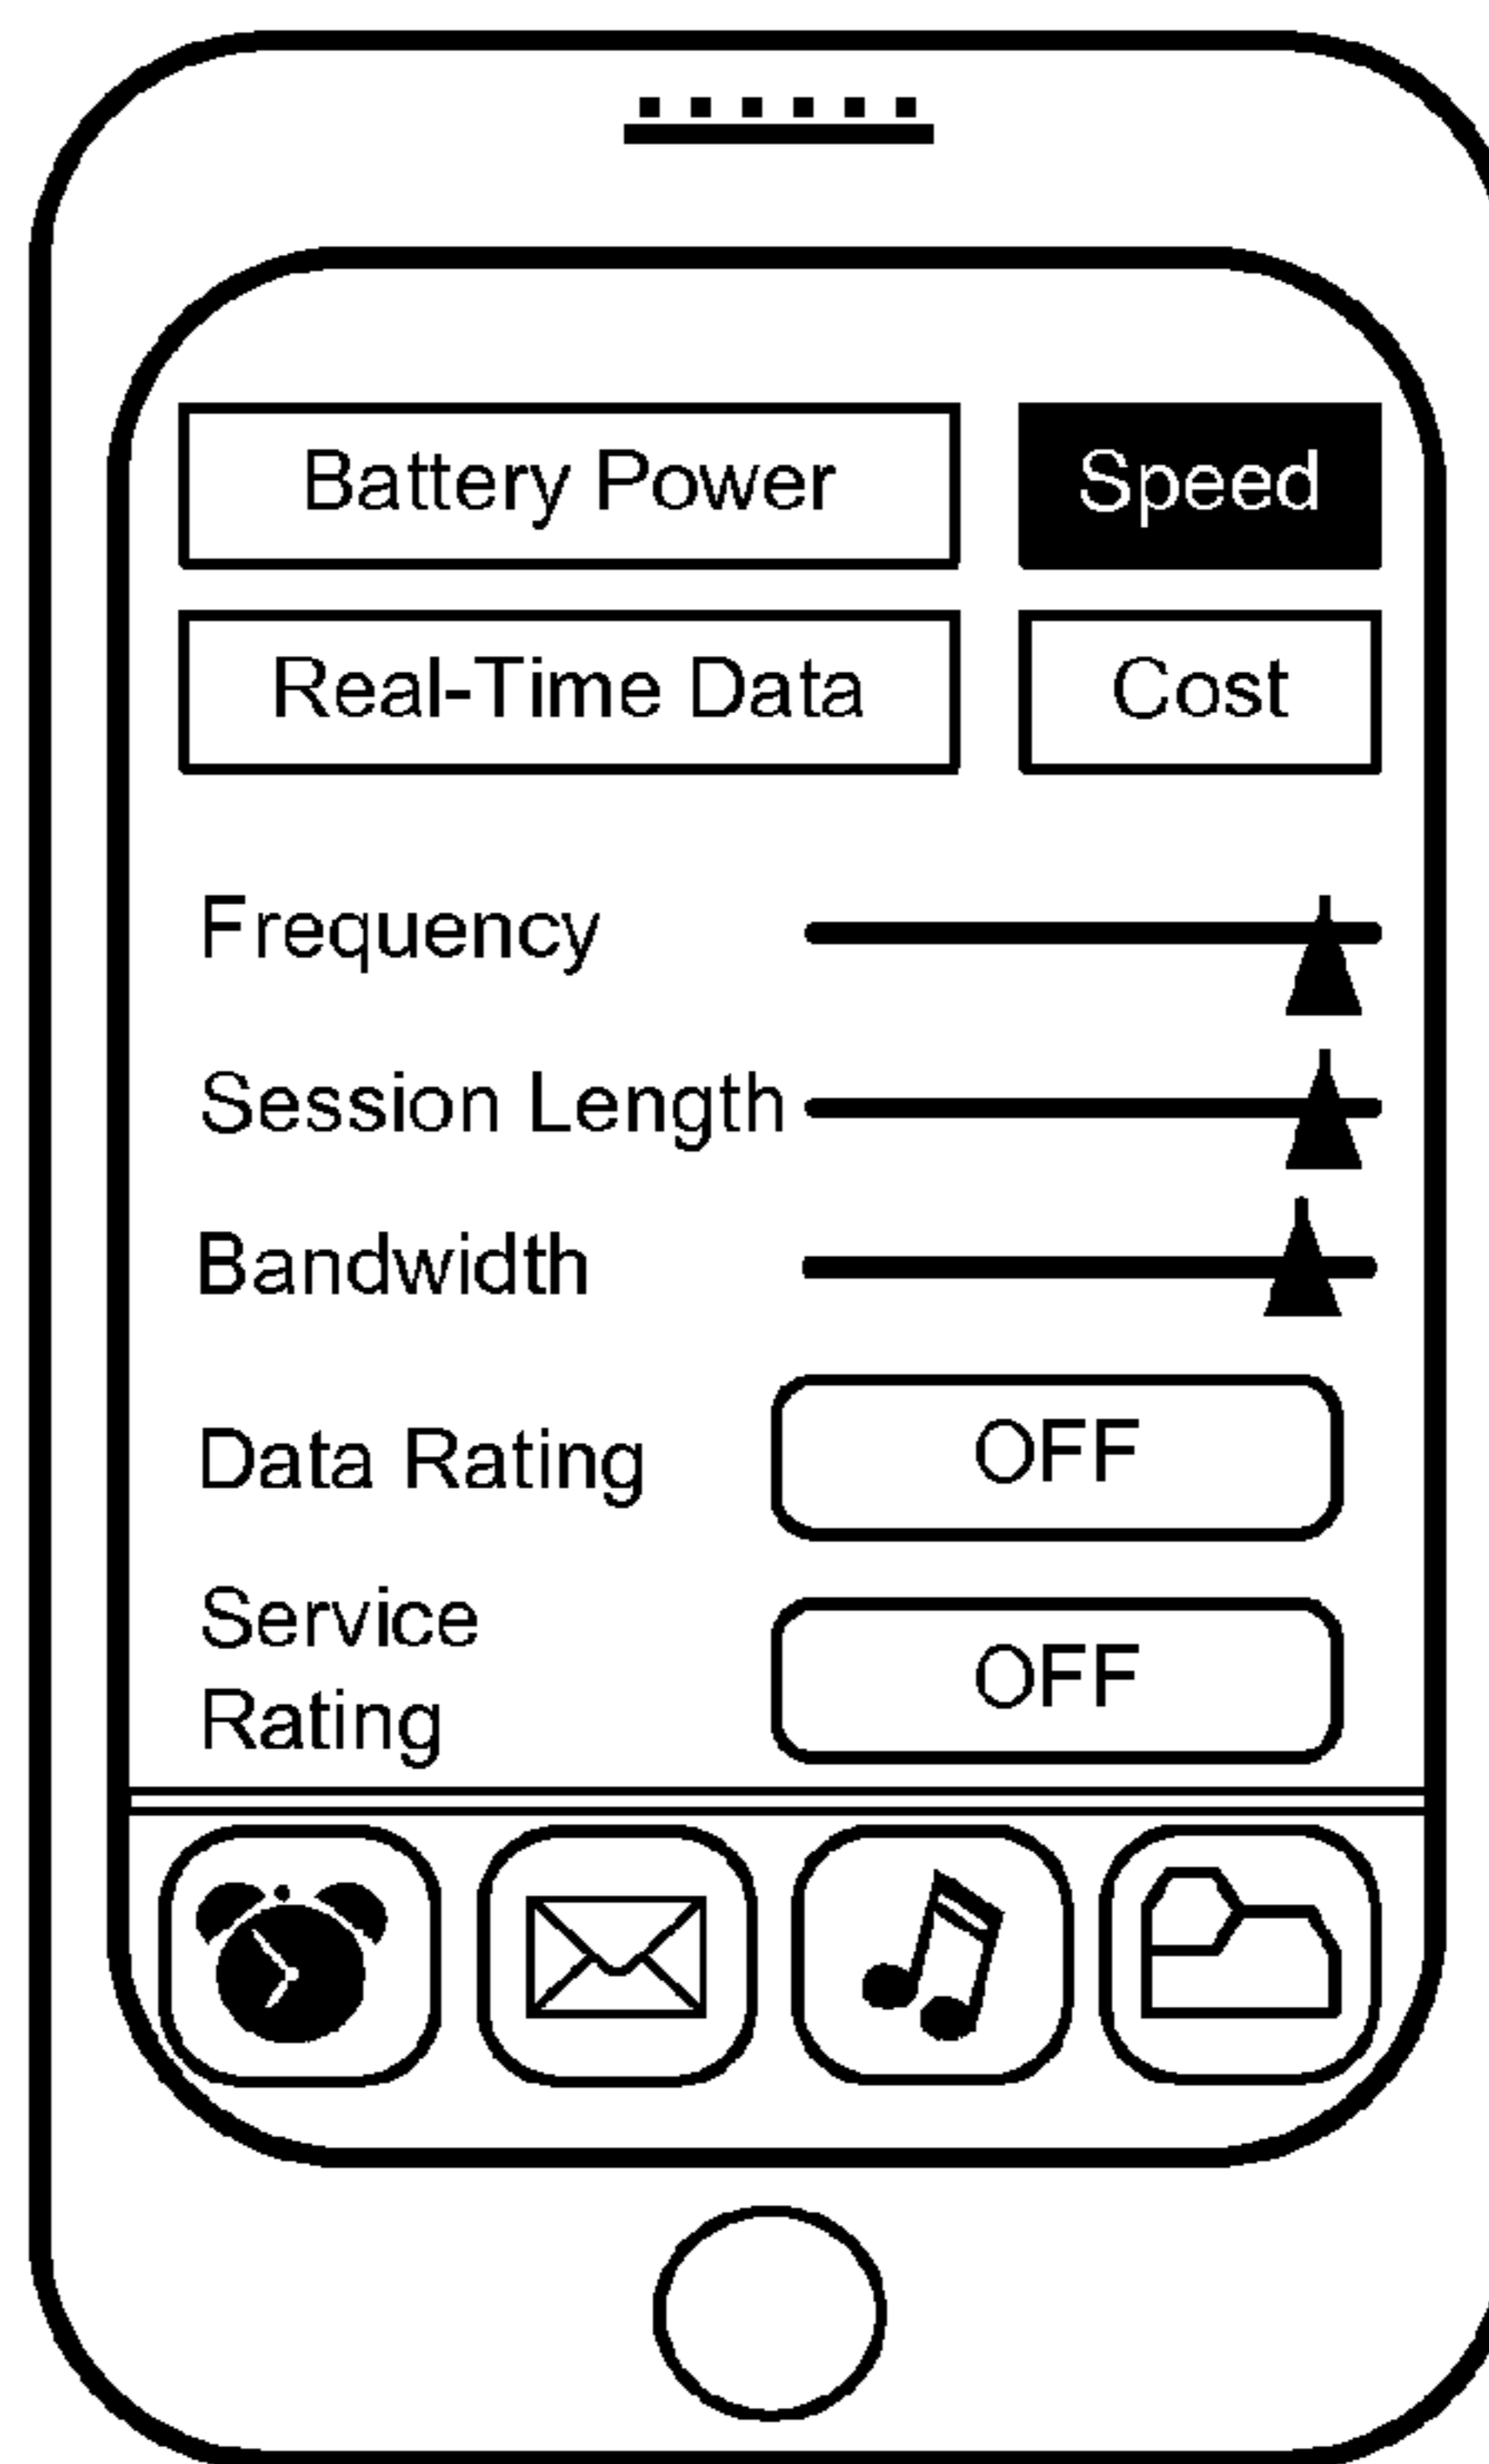 Battery Power Speed
Real-Time Data Cost
Frequency
Session Length
Bandwidth
Data Rating OFF
Service
Rating OFF